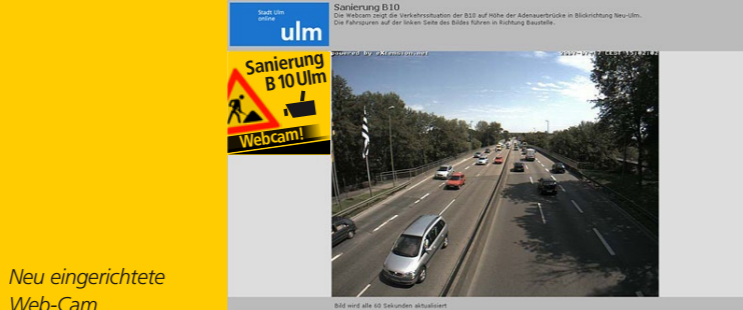 Stadt Ulm
online
ulm
Sanierung B10
Die Webcam zeigt die Verkehrssituation der B10 auf Höhe der Adenauerbrücke in Blickrichtung Neu-Ulm.
Die Fahrspuren auf der linken Seite des Bildes führen in Richtung Baustelle.
Sanierung
B 10 Ulm
Webcam!
Bild wird alle 60 Sekunden aktualisiert
Neu eingerichtete
Web-Cam